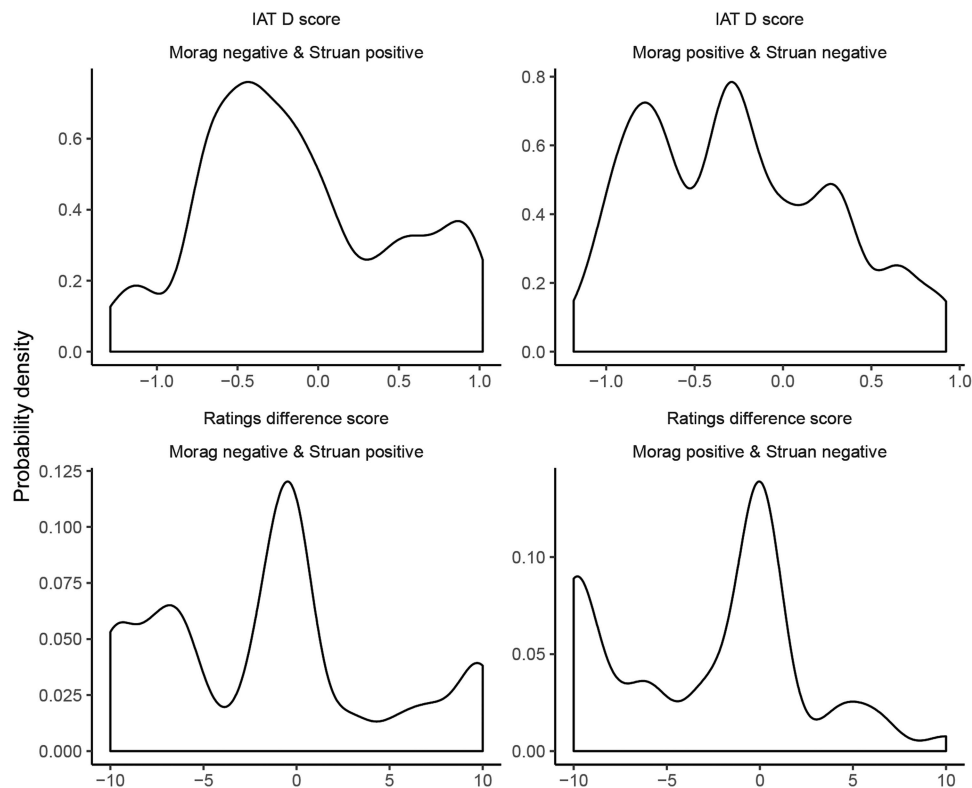 IAT D score
Morag negative & Struan positive
0.6
0.4
0.2
0.0
−1.0 −0.5 0.0 0.5 1.0
IAT D score
Morag positive & Struan negative
0.8
0.6
0.4
0.2
0.0
−1.0 −0.5 0.0 0.5 1.0
Probability density
Ratings difference score
Morag negative & Struan positive
0.125
0.100
0.075
0.050
0.025
0.000
−10 −5 0 5 10
Ratings difference score
Morag positive & Struan negative
0.10
0.05
0.00
−10 −5 0 5 10